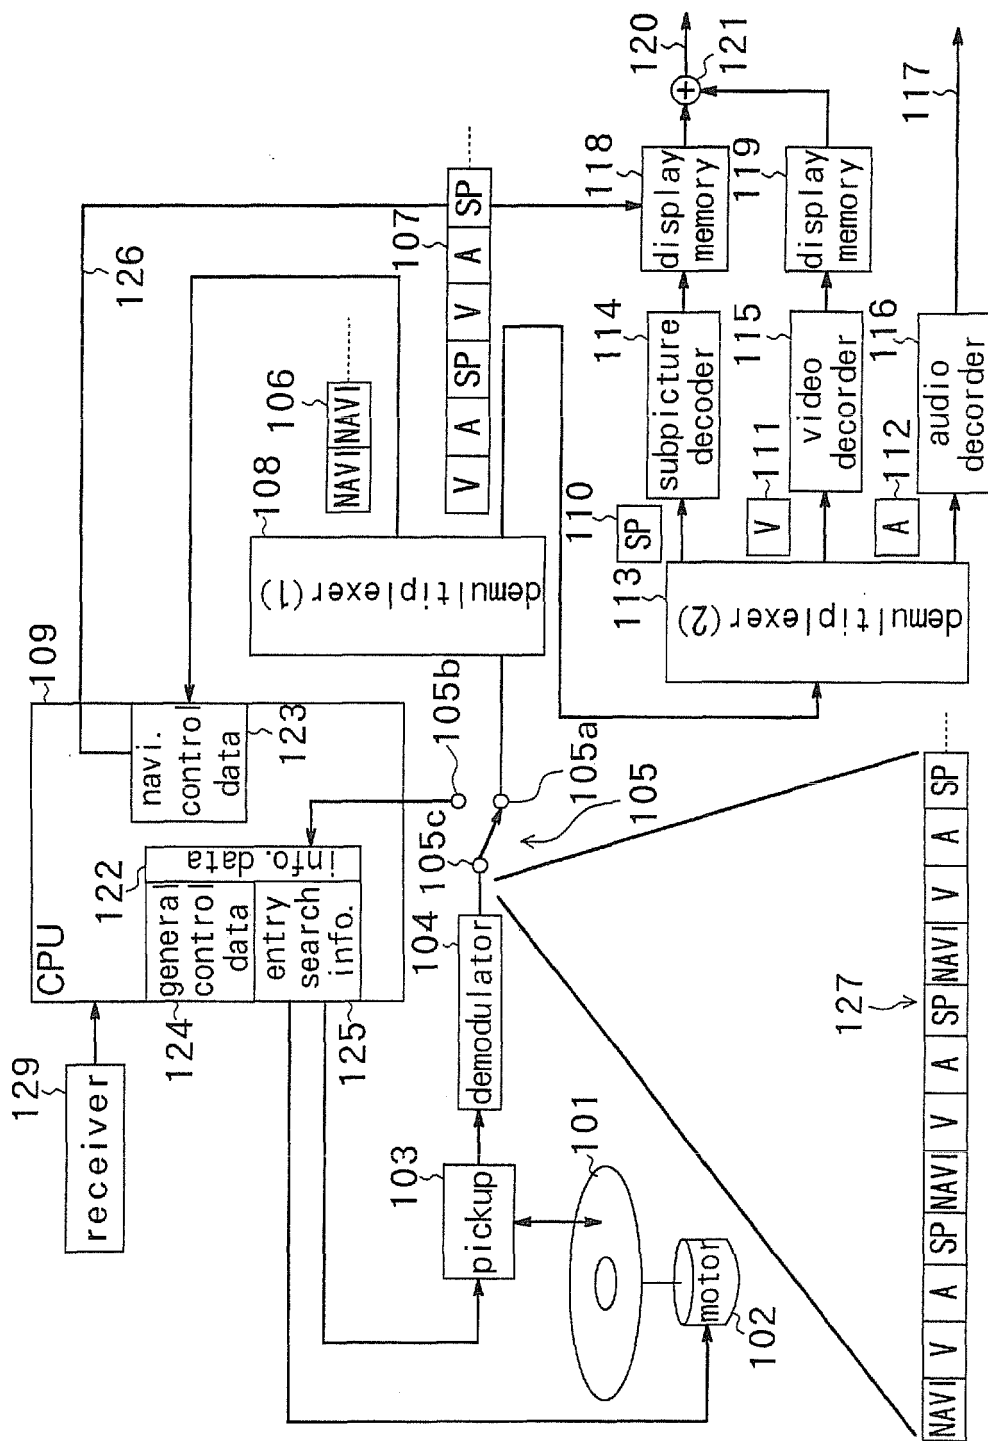 129
receiver
CPU
109
124
general
control
data
122
info. data
125
entry
search
info.
navi.
control
data
123
126
103
pickup
104
demodulator
105c
105b
105a
105
108
demultiplexer(1)
106
NAVI NAVI
107
V A SP V A SP
101
motor
102
113
demultiplexer(2)
110
SP
114
subpicture
decoder
118
display
memory
120
121
111
V
115
video
decorder
119
display
memory
112
A
116
audio
decorder
117
127
NAVI V A SP NAVI V A SP NAVI V A SP